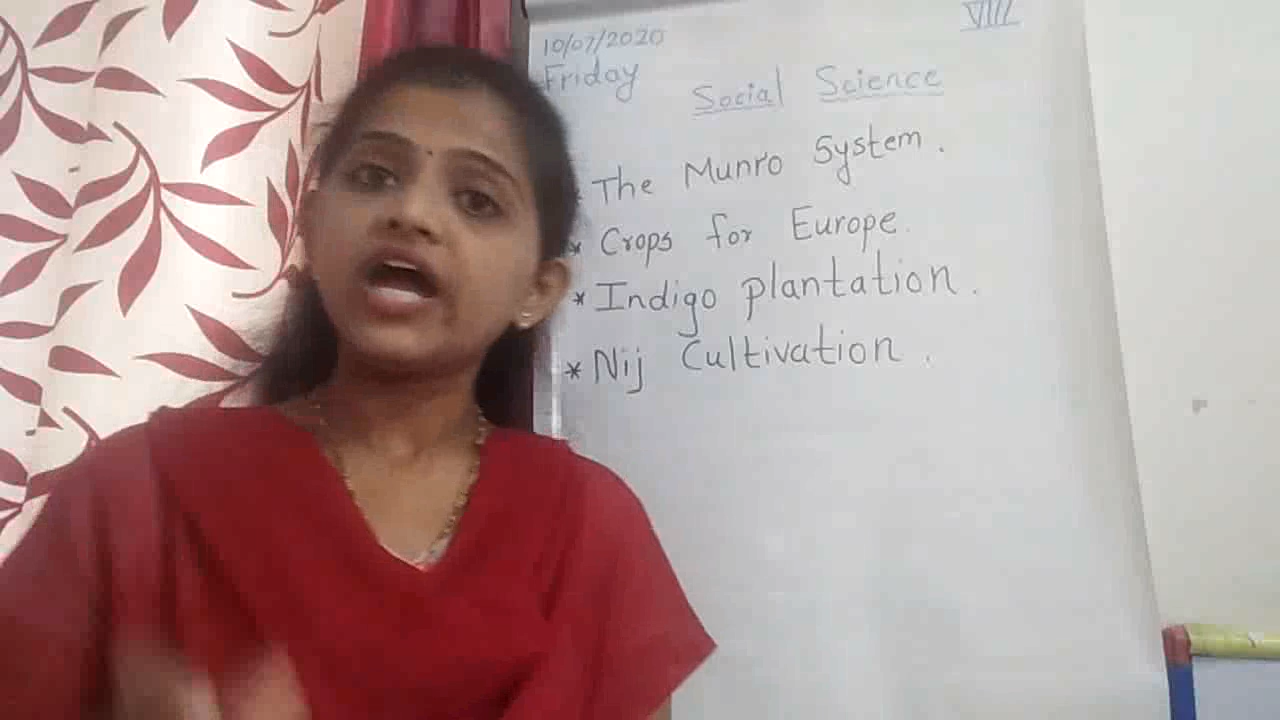 VIII
10/07/2020
Friday
Social Science
* The Munro System.
* Crops for Europe.
* Indigo plantation.
* Nij Cultivation.